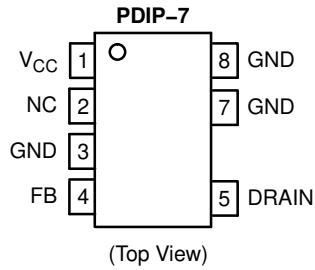 PDIP−7
VCC 1 8 GND
NC 2 7 GND
GND 3
FB 4 5 DRAIN
(Top View)